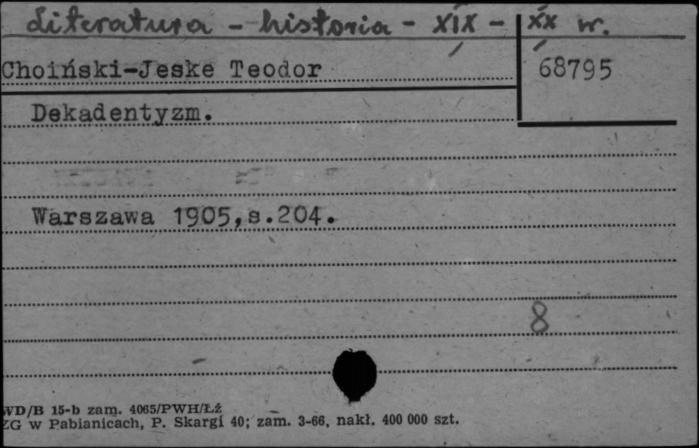 Literatura - historia - XIX - XX w.
Choiński-Jeske Teodor
68795
Dekadentyzm.
Warszawa 1905,s.204.
8
WD/B 15-b zam. 4065/PWH/Łź
ZG w Pabianicach, P. Skargi 40; zam. 3-66, nakł. 400 000 szt.